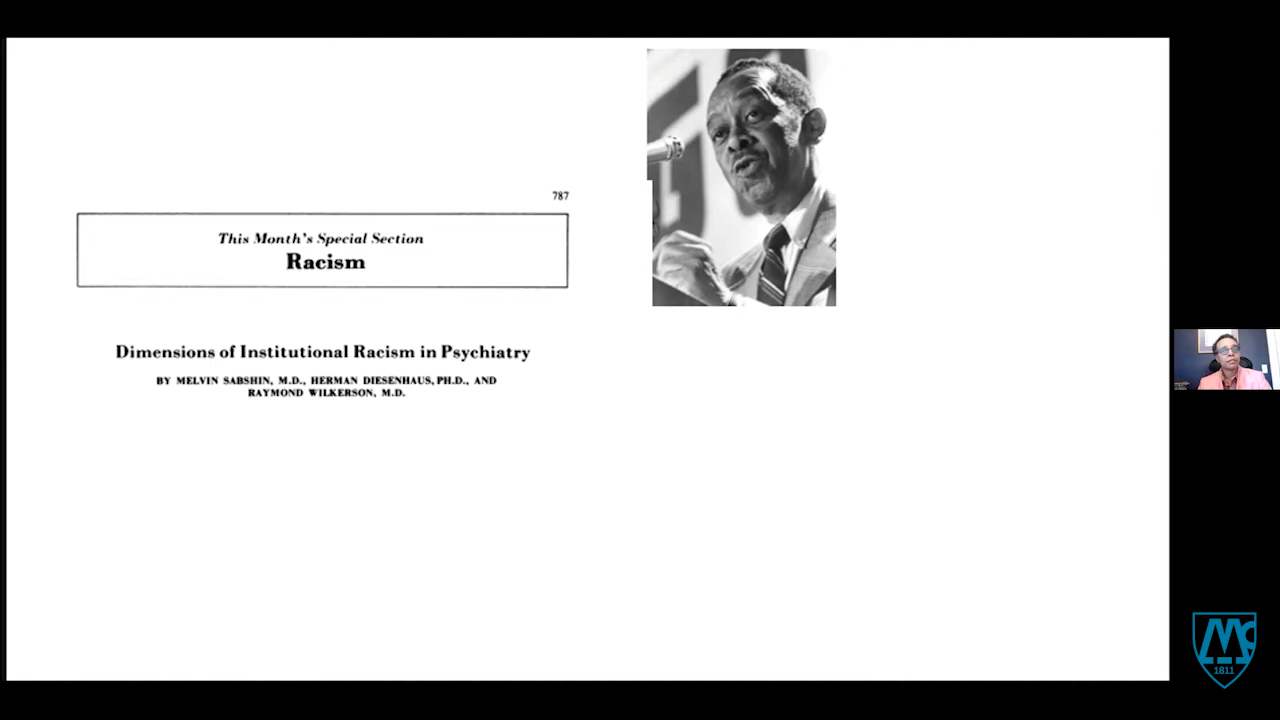 787
This Month's Special Section
Racism
Dimensions of Institutional Racism in Psychiatry
BY MELVIN SABSHIN, M.D., HERMAN DIESENHAUS, PH.D., AND
RAYMOND WILKERSON, M.D.
1811